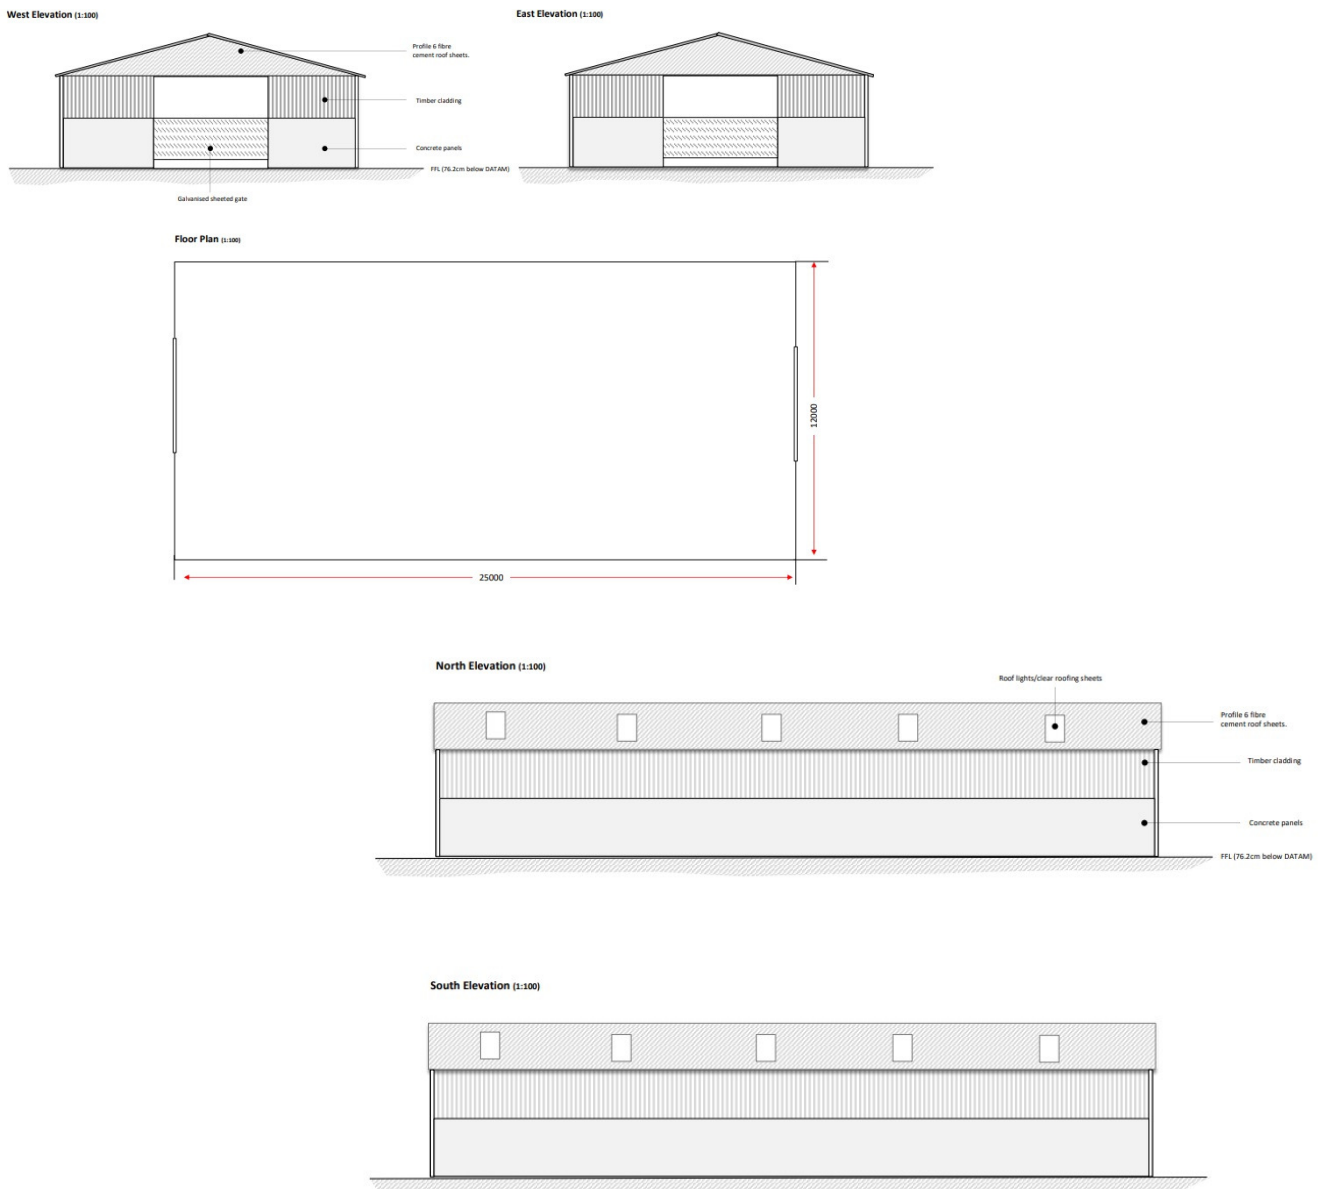 West Elevation (1:100)
East Elevation (1:100)
Profile 6 fibre
cement roof sheets.
Timber cladding
Concrete panels
FFL (76.2cm below DATAM)
Galvanised sheeted gate
Floor Plan (1:100)
12000
25000
North Elevation (1:100)
Roof lights/clear roofing sheets
Profile 6 fibre
cement roof sheets.
Timber cladding
Concrete panels
FFL (76.2cm below DATAM)
South Elevation (1:100)